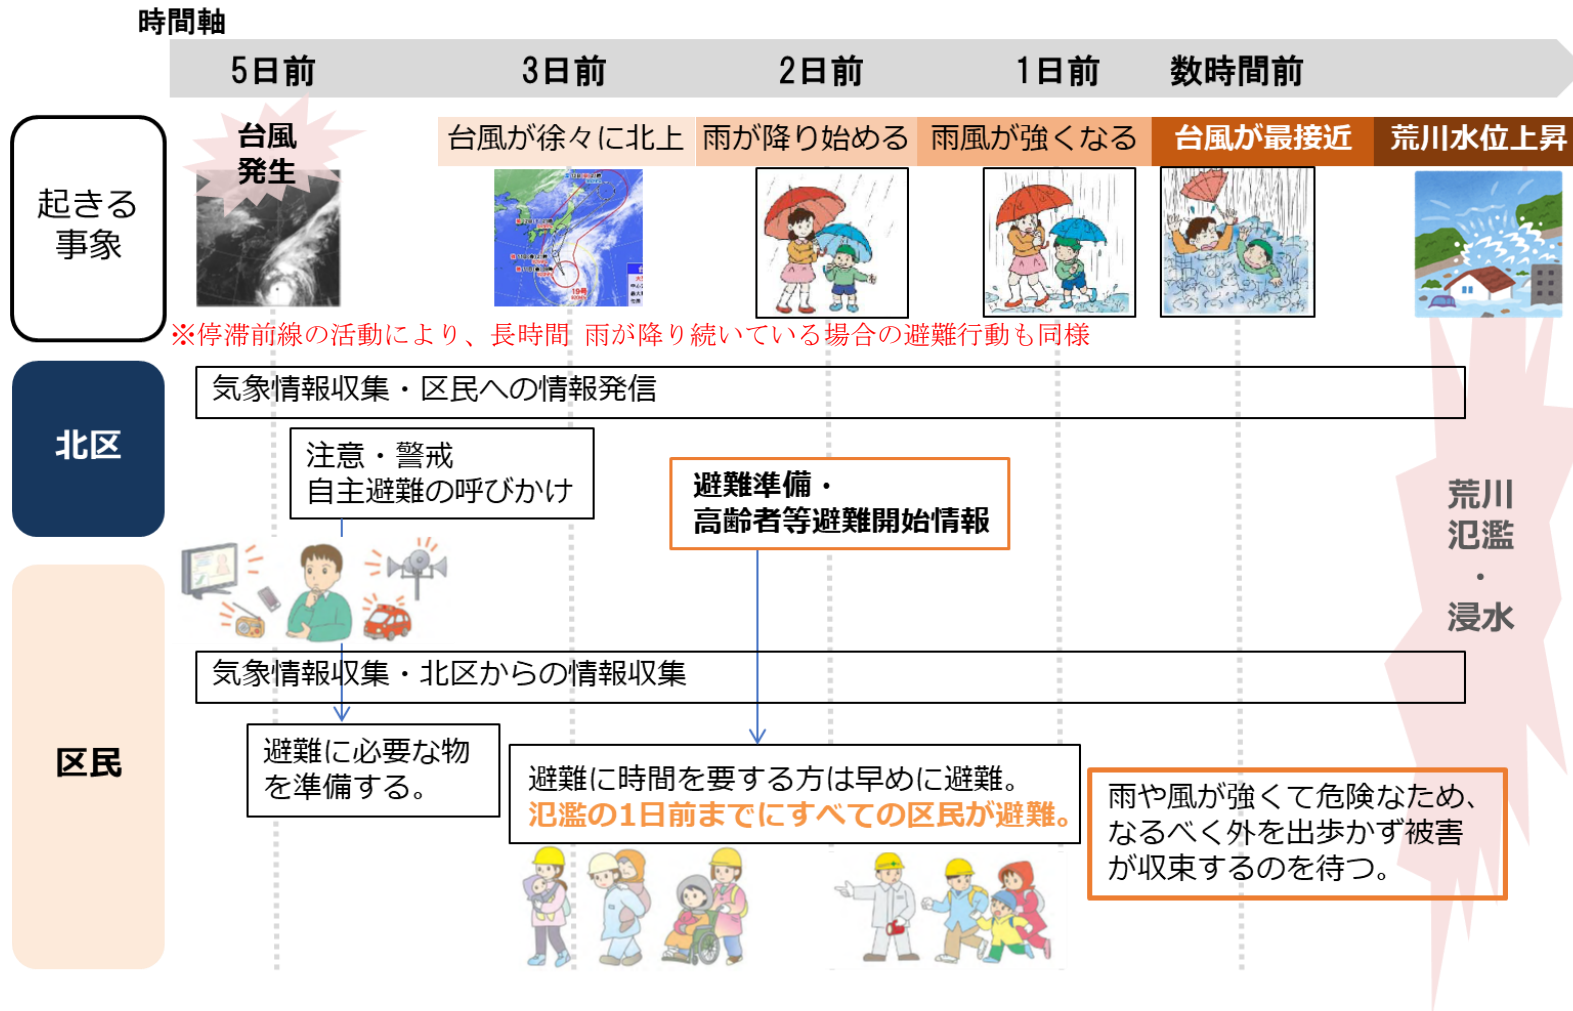 時間軸
5日前 3日前 2日前 1日前 数時間前
台風
発生
台風が徐々に北上 雨が降り始める 雨風が強くなる 台風が最接近 荒川水位上昇
起きる
事象
19号
※停滞前線の活動により、長時間 雨が降り続いている場合の避難行動も同様
北区
気象情報収集・区民への情報発信
注意・警戒
自主避難の呼びかけ
避難準備・
高齢者等避難開始情報
荒川
氾濫
・
浸水
区民
気象情報収集・北区からの情報収集
避難に必要な物
を準備する。
避難に時間を要する方は早めに避難。
氾濫の1日前までにすべての区民が避難。
雨や風が強くて危険なため、
なるべく外を出歩かず被害
が収束するのを待つ。